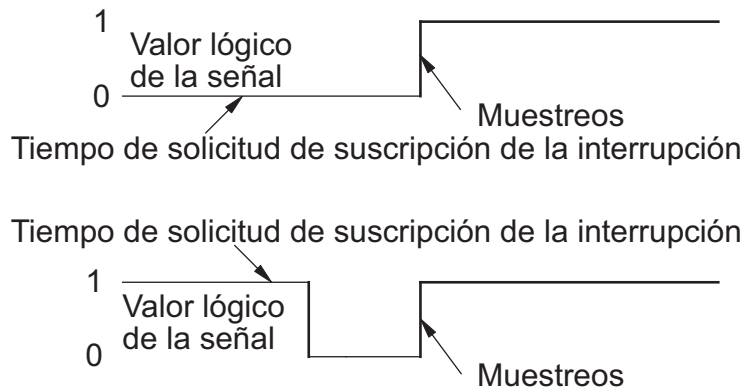 1
Valor lógico
de la señal
0
Muestreos
Tiempo de solicitud de suscripción de la interrupción
Tiempo de solicitud de suscripción de la interrupción
1
Valor lógico
de la señal
0
Muestreos